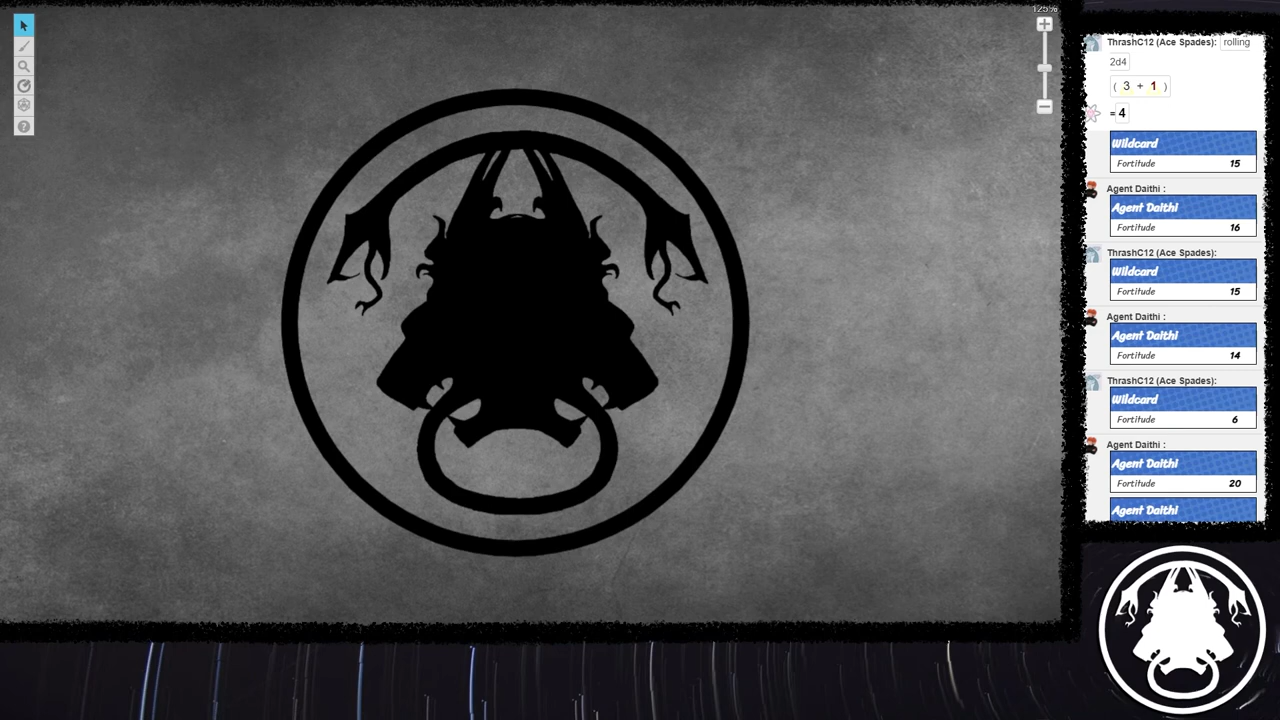 125%
ThrashC12 (Ace Spades): rolling
2d4
( 3 + 1 )
= 4
Wildcard
Fortitude 15
Agent Daithi :
Agent Daithi
Fortitude 16
ThrashC12 (Ace Spades):
Wildcard
Fortitude 15
Agent Daithi :
Agent Daithi
Fortitude 14
ThrashC12 (Ace Spades):
Wildcard
Fortitude 6
Agent Daithi :
Agent Daithi
Fortitude 20
Agent Daithi